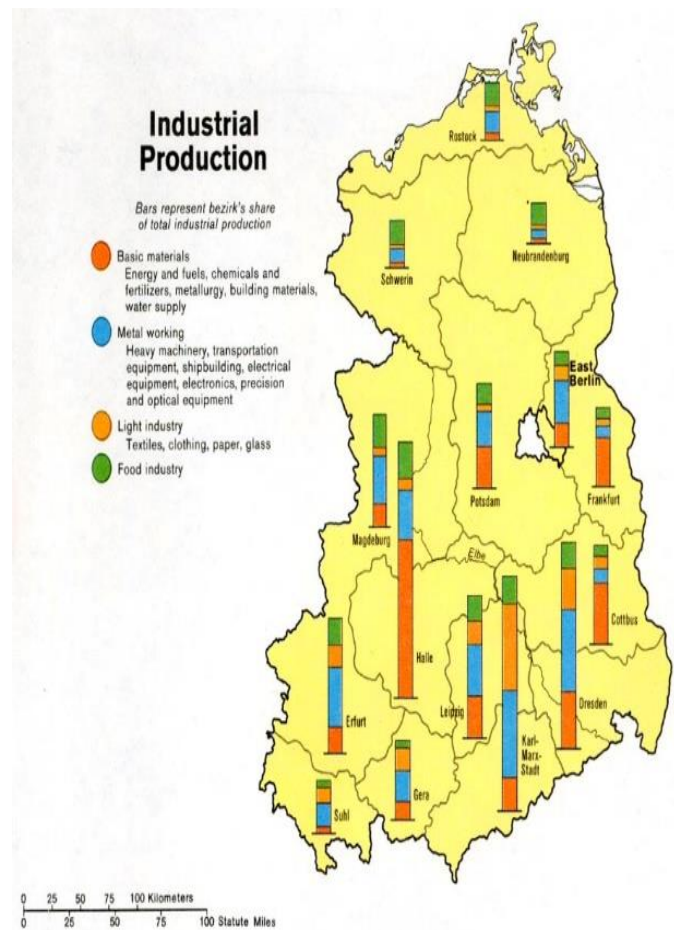 Industrial
Production
Bars represent bezirk's share
of total industrial production
Basic materials
Energy and fuels, chemicals and
fertilizers, metallurgy, building materials,
water supply
Metal working
Heavy machinery, transportation
equipment, shipbuilding, electrical
equipment, electronics, precision
and optical equipment
Light industry
Textiles, clothing, paper, glass
Food industry
Rostock
Schwerin
Neubrandenburg
East
Berlin
Potsdam
Frankfurt
Magdeburg
Elbe
Cottbus
Halle
Leipzig
Dresden
Erfurt
Karl-
Marx-
Stadt
Gera
Suhl
0 25 50 75 100 Kilometers
0 25 50 75 100 Statute Miles